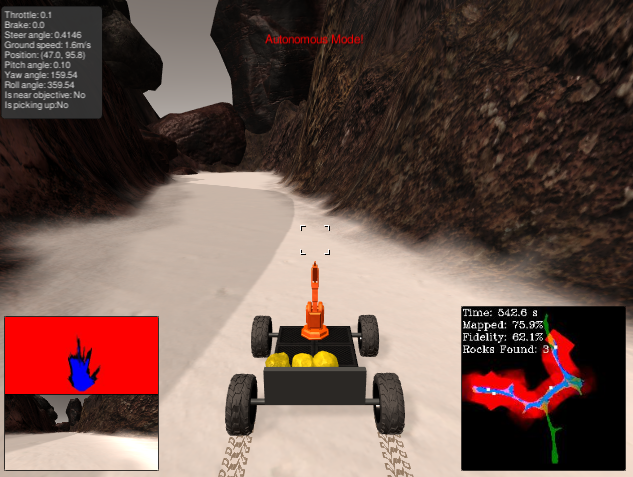 Throttle: 0.1
Brake: 0.0
Steer angle: 0.4146
Ground speed: 1.6m/s
Position: (47.0, 95.8)
Pitch angle: 0.10
Yaw angle: 159.54
Roll angle: 359.54
Is near objective: No
Is picking up:No
Autonomous Mode!
Time: 542.6 s
Mapped: 75.9%
Fidelity: 62.1%
Rocks Found: 3